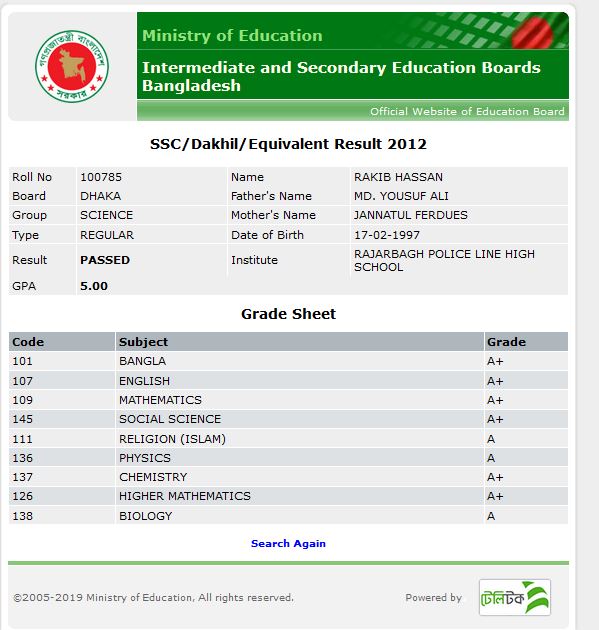 গণপ্রজাতন্ত্রী বাংলাদেশ
সরকার
Ministry of Education
Intermediate and Secondary Education Boards
Bangladesh
Official Website of Education Board
SSC/Dakhil/Equivalent Result 2012
Roll No 100785 Name RAKIB HASSAN
Board DHAKA Father's Name MD. YOUSUF ALI
Group SCIENCE Mother's Name JANNATUL FERDUES
Type REGULAR Date of Birth 17-02-1997
Result PASSED Institute RAJARBAGH POLICE LINE HIGH
SCHOOL
GPA 5.00
Grade Sheet
Code Subject Grade
101 BANGLA A+
107 ENGLISH A+
109 MATHEMATICS A+
145 SOCIAL SCIENCE A+
111 RELIGION (ISLAM) A
136 PHYSICS A
137 CHEMISTRY A+
126 HIGHER MATHEMATICS A+
138 BIOLOGY A
Search Again
©2005-2019 Ministry of Education, All rights reserved. Powered by
টেলিটক